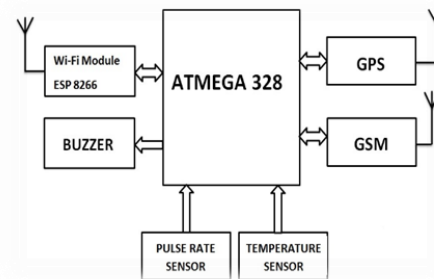 Wi-Fi Module
ESP 8266
ATMEGA 328
GPS
BUZZER
GSM
PULSE RATE
SENSOR
TEMPERATURE
SENSOR